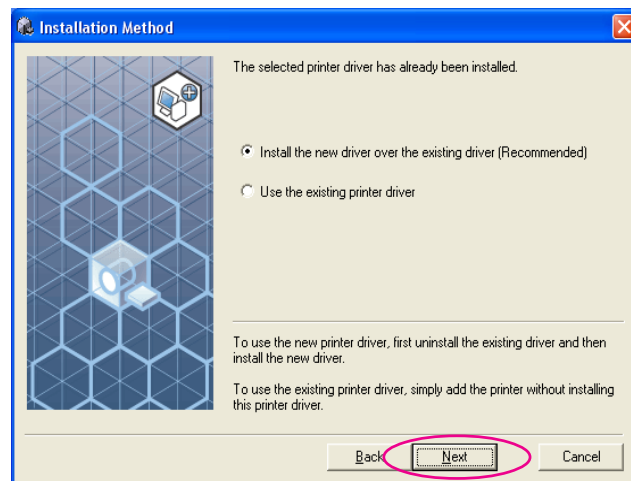 Installation Method
The selected printer driver has already been installed.
Install the new driver over the existing driver (Recommended)
Use the existing printer driver
To use the new printer driver, first uninstall the existing driver and then
install the new driver.
To use the existing printer driver, simply add the printer without installing
this printer driver.
Back Next Cancel